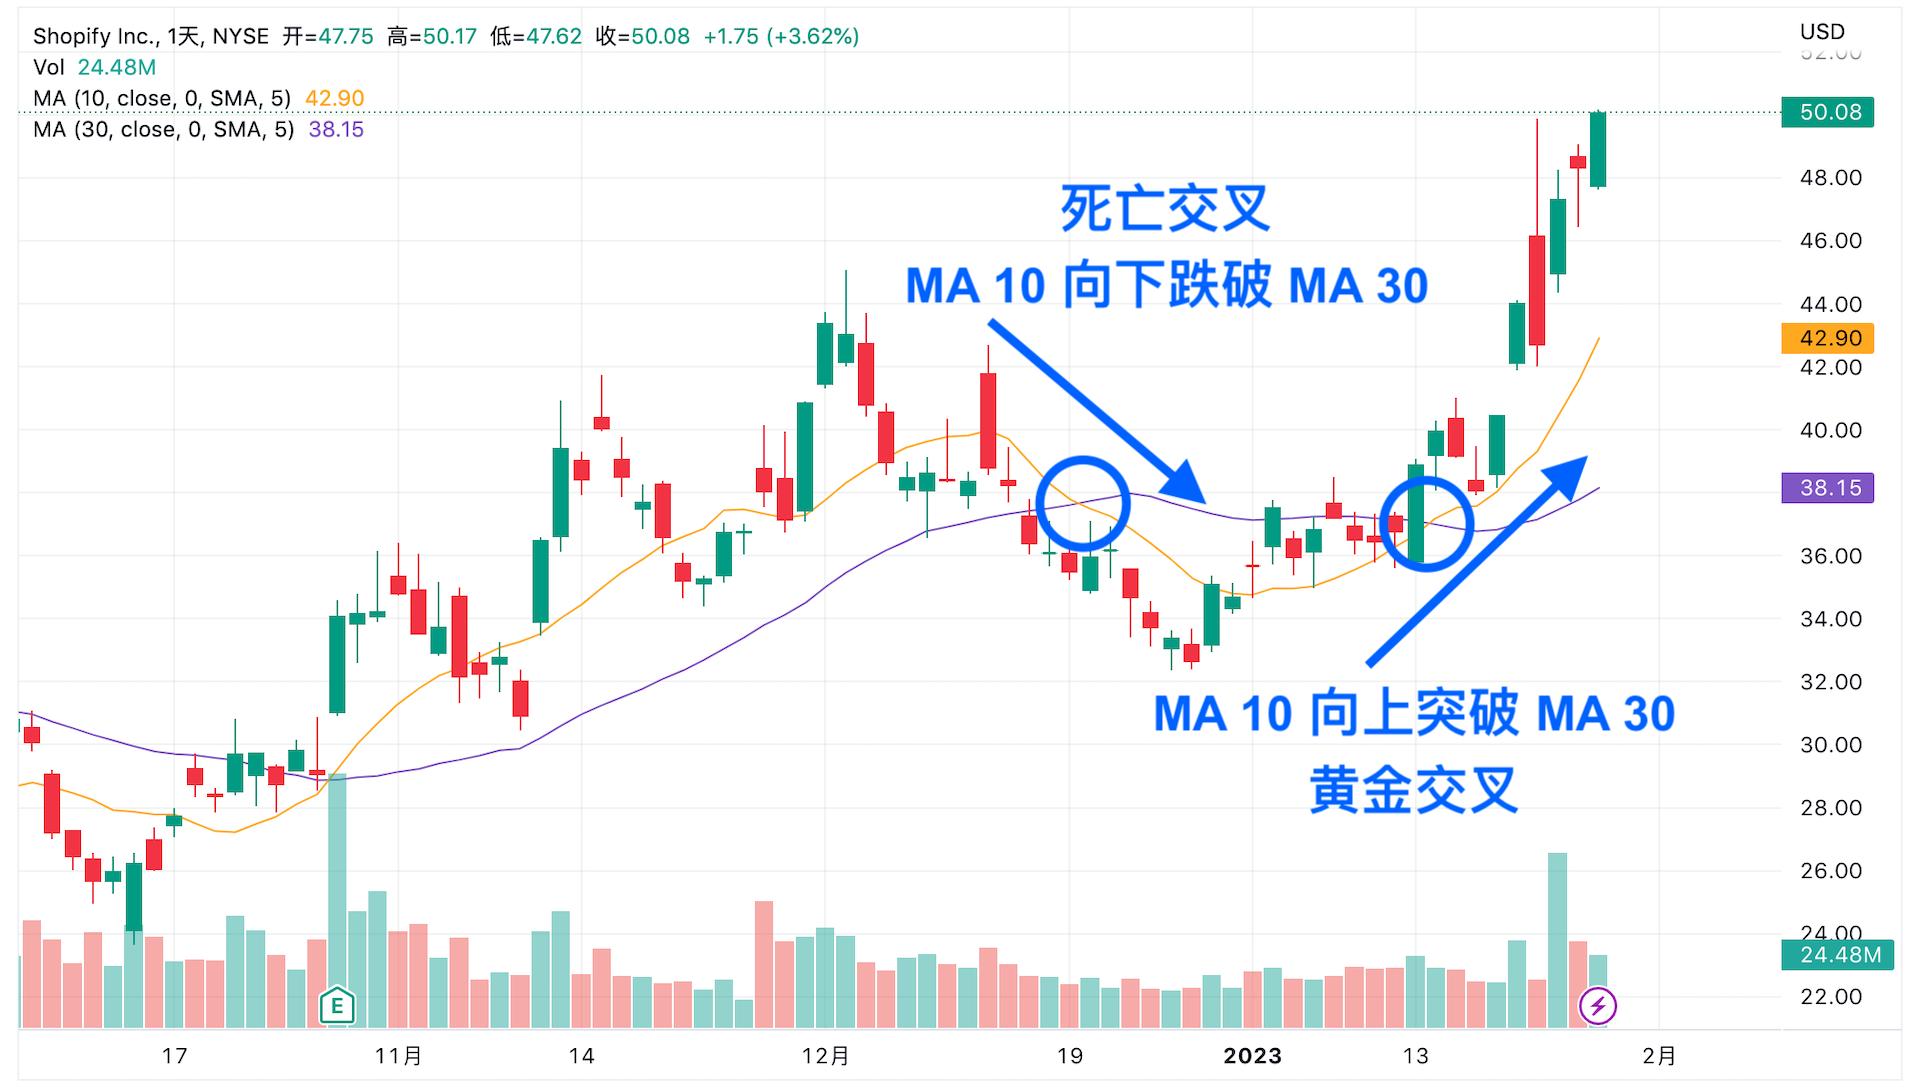 Shopify Inc., 1天, NYSE 开=47.75 高=50.17 低=47.62 收=50.08 +1.75 (+3.62%)
Vol 24.48M
MA (10, close, 0, SMA, 5) 42.90
MA (30, close, 0, SMA, 5) 38.15
死亡交叉
MA 10 向下跌破 MA 30
MA 10 向上突破 MA 30
黄金交叉
USD
52.00
50.08
48.00
46.00
44.00
42.90
42.00
40.00
38.15
36.00
34.00
32.00
30.00
28.00
26.00
24.00
24.48M
22.00
E
17 11月 14 12月 19 2023 13 2月